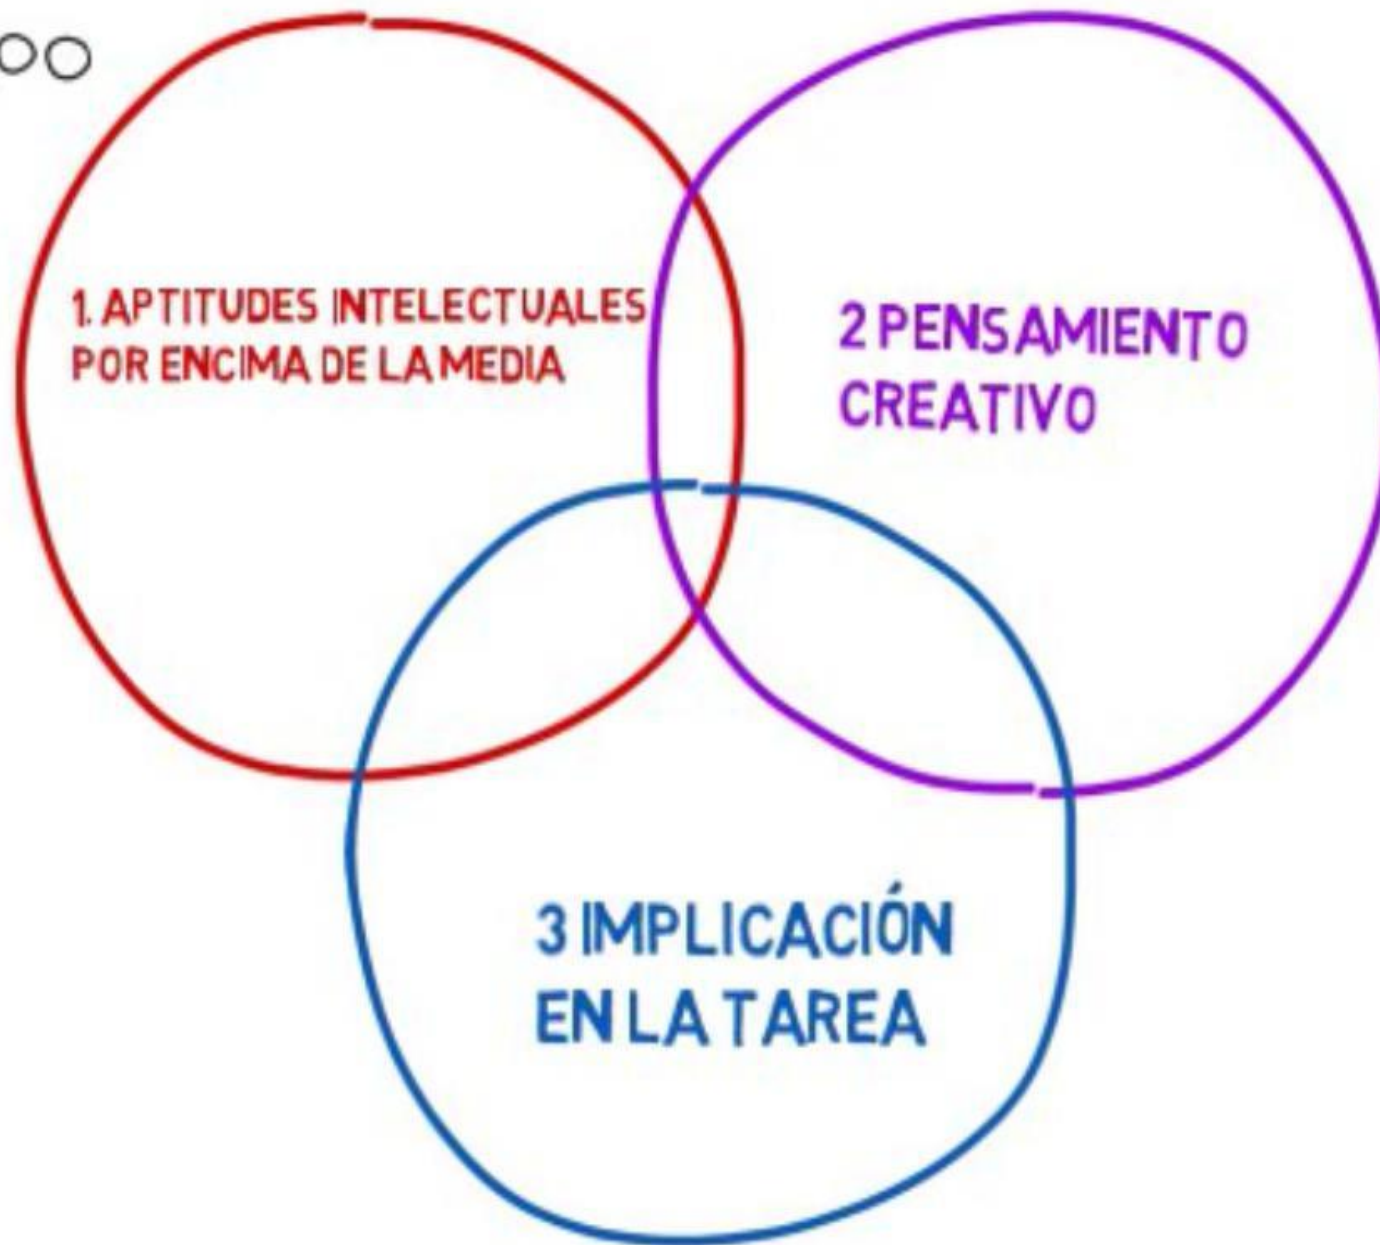 1. APTITUDES INTELECTUALES
POR ENCIMA DE LA MEDIA
2 PENSAMIENTO
CREATIVO
3 IMPLICACIÓN
EN LA TAREA